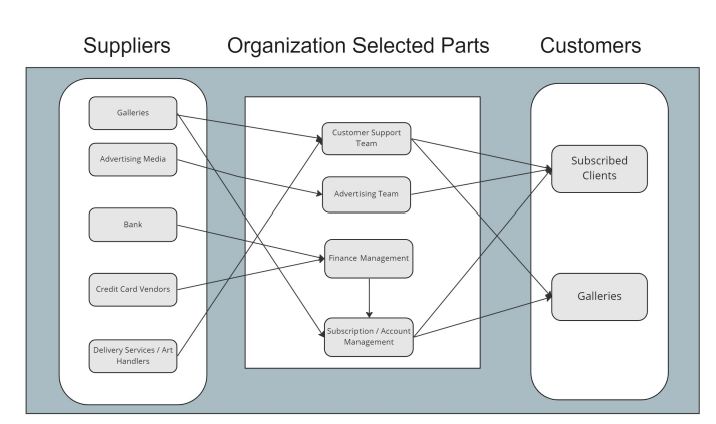 Suppliers
Organization Selected Parts
Customers
Galleries
Advertising Media
Bank
Credit Card Vendors
Delivery Services / Art
Handlers
Customer Support
Team
Advertising Team
Finance Management
Subscription / Account
Management
Subscribed
Clients
Galleries